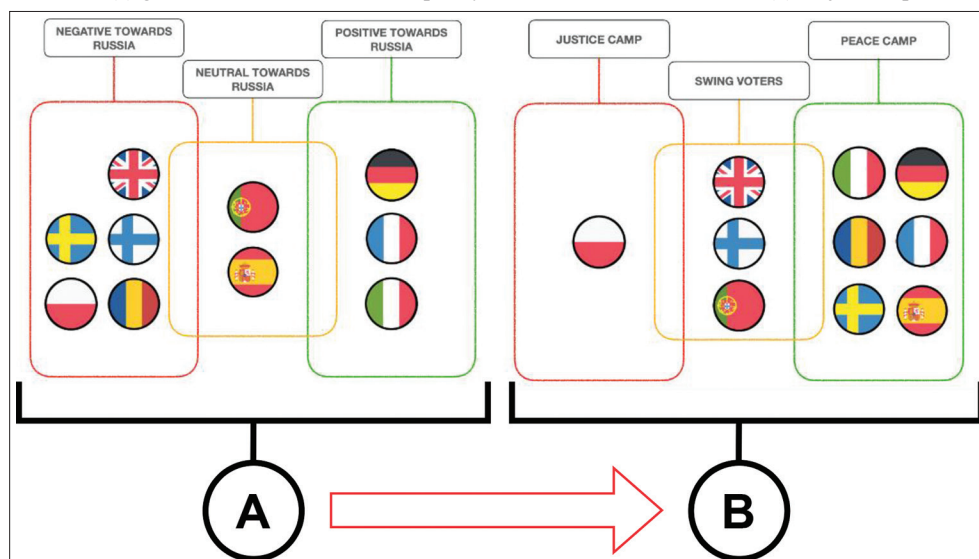 NEGATIVE TOWARDS
RUSSIA
NEUTRAL TOWARDS
RUSSIA
POSITIVE TOWARDS
RUSSIA
JUSTICE CAMP
SWING VOTERS
PEACE CAMP
A
B